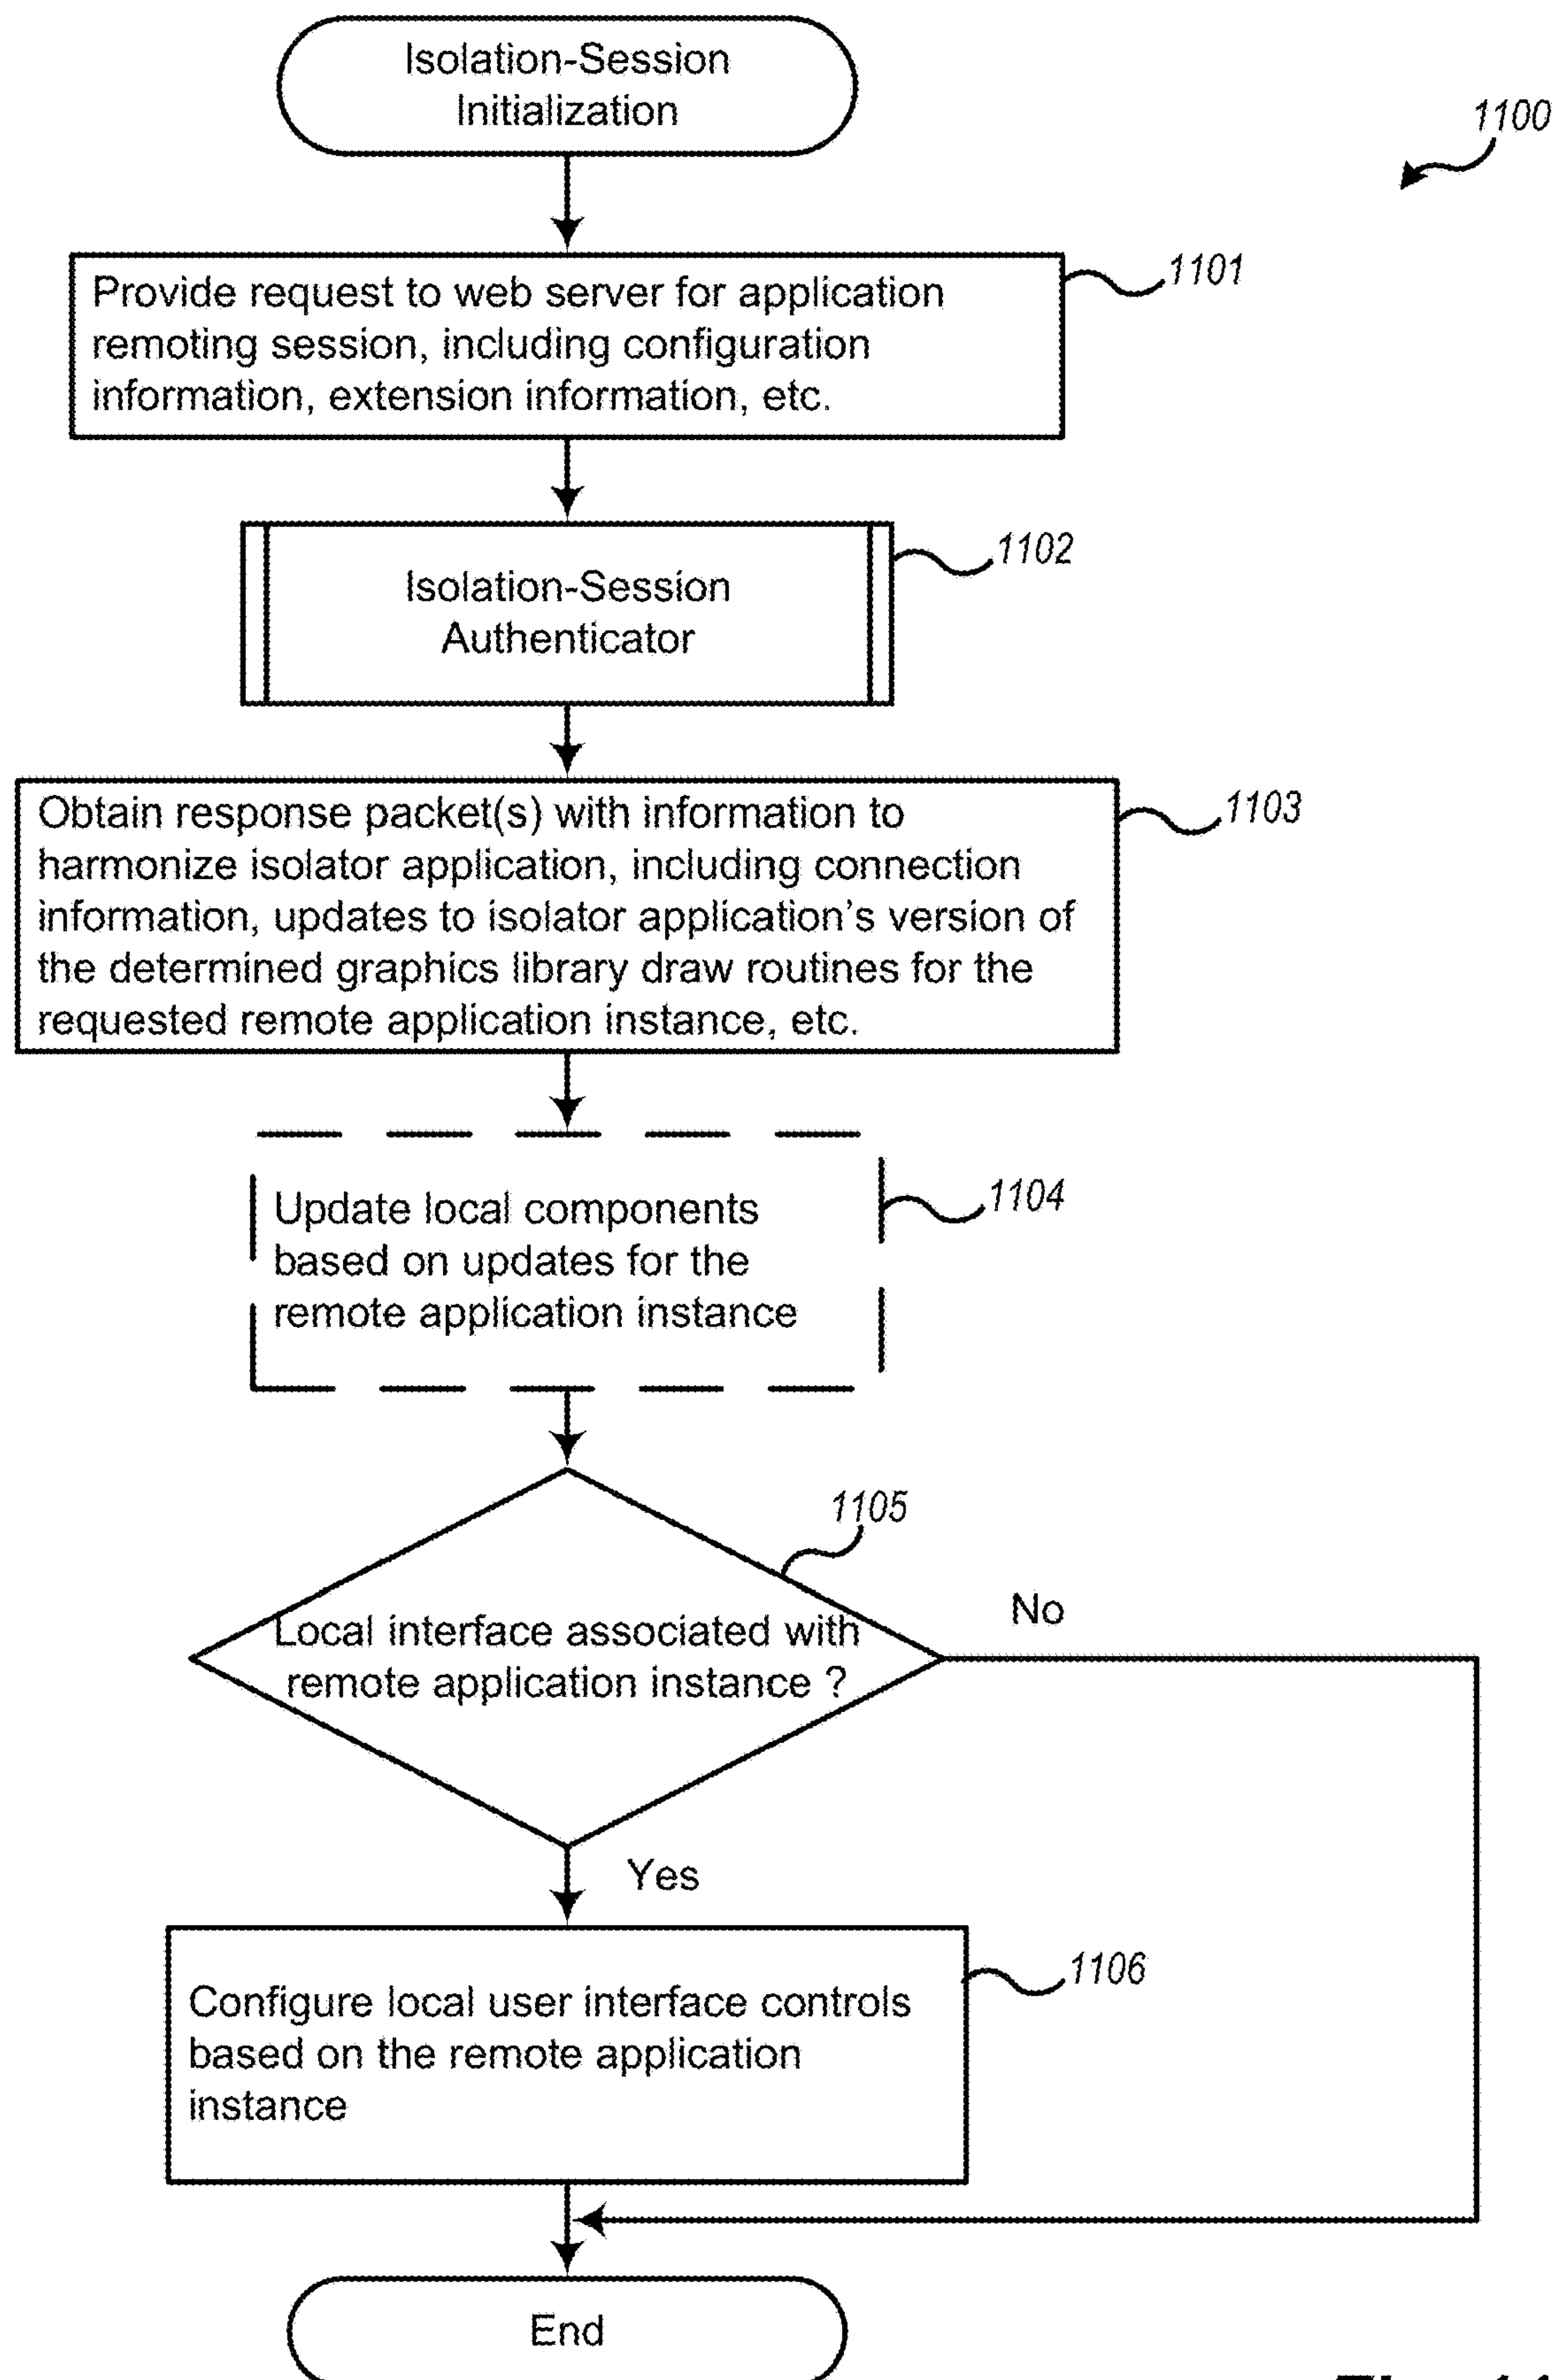 Isolation-Session
Initialization
1100
1101
Provide request to web server for application
remoting session, including configuration
information, extension information, etc.
1102
Isolation-Session
Authenticator
1103
Obtain response packet(s) with information to
harmonize isolator application, including connection
information, updates to isolator application's version of
the determined graphics library draw routines for the
requested remote application instance, etc.
1104
Update local components
based on updates for the
remote application instance
1105
Local interface associated with
remote application instance ?
No
Yes
1106
Configure local user interface controls
based on the remote application
instance
End